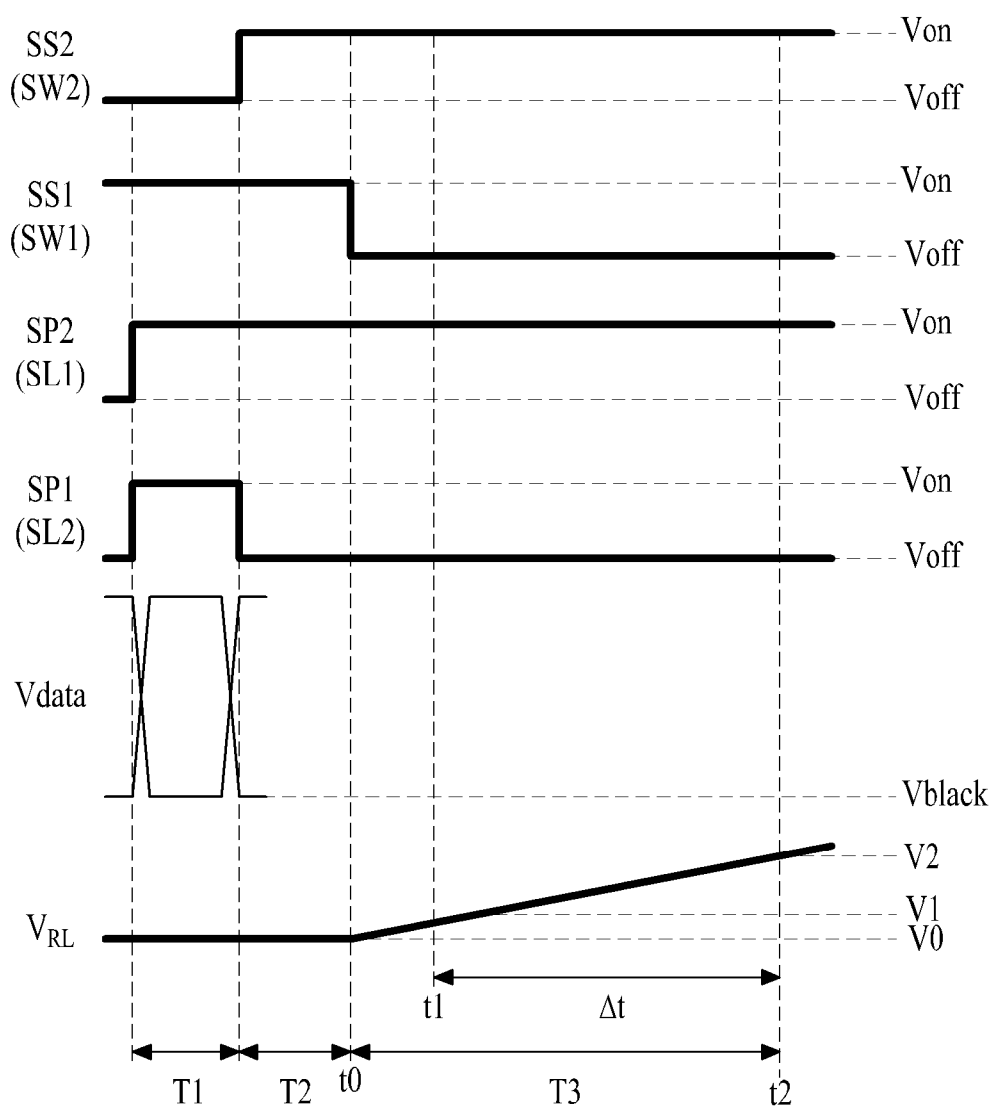 SS2
(SW2)
Von
Voff
SS1
(SW1)
Von
Voff
SP2
(SL1)
Von
Voff
SP1
(SL2)
Von
Voff
Vdata
Vblack
V2
V1
V0
VRL
t1
Δt
T1
T2
t0
T3
t2